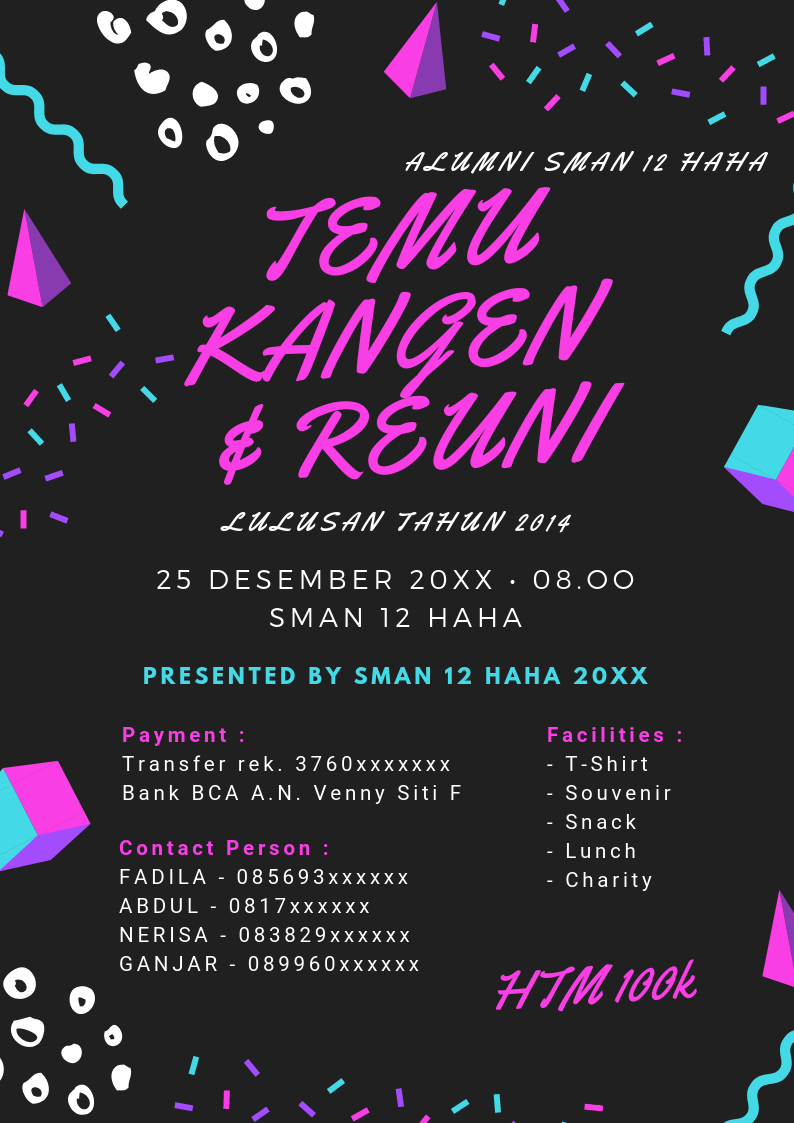 ALUMNI SMAN 12 HAHA
TEMU
KANGEN
& REUNI
LULUSAN TAHUN 2014
25 DESEMBER 20XX • 08.OO
SMAN 12 HAHA
PRESENTED BY SMAN 12 HAHA 20XX
Payment :
Transfer rek. 3760xxxxxxx
Bank BCA A.N. Venny Siti F
Contact Person :
FADILA - 085693xxxxxx
ABDUL - 0817xxxxxx
NERISA - 083829xxxxxx
GANJAR - 089960xxxxxx
Facilities :
- T-Shirt
- Souvenir
- Snack
- Lunch
- Charity
HTM 100k